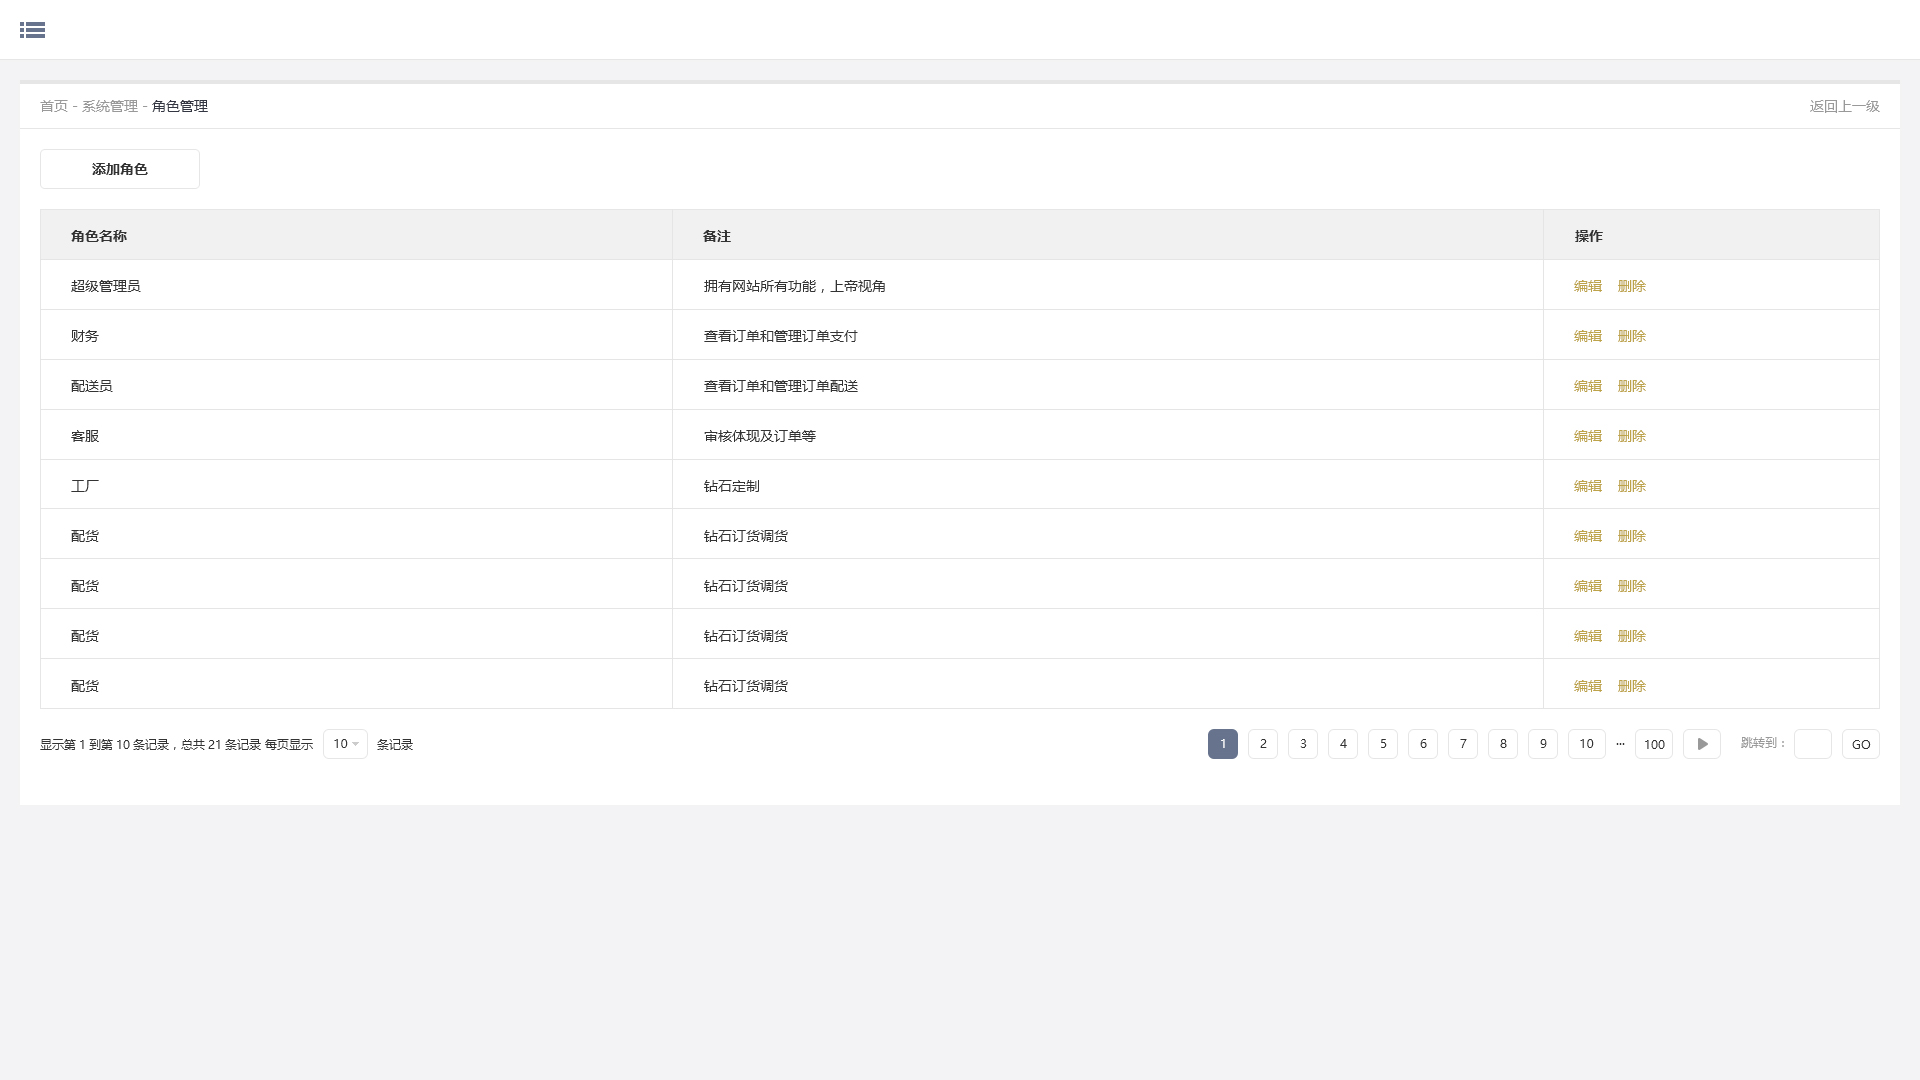 首页 - 系统管理 - 角色管理 返回上一级
添加角色
角色名称 备注 操作
超级管理员 拥有网站所有功能，上帝视角 编辑 删除
财务 查看订单和管理订单支付 编辑 删除
配送员 查看订单和管理订单配送 编辑 删除
客服 审核体现及订单等 编辑 删除
工厂 钻石定制 编辑 删除
配货 钻石订货调货 编辑 删除
配货 钻石订货调货 编辑 删除
配货 钻石订货调货 编辑 删除
配货 钻石订货调货 编辑 删除
显示第 1 到第 10 条记录，总共 21 条记录 每页显示 10 条记录 1 2 3 4 5 6 7 8 9 10 ... 100 跳转到： GO